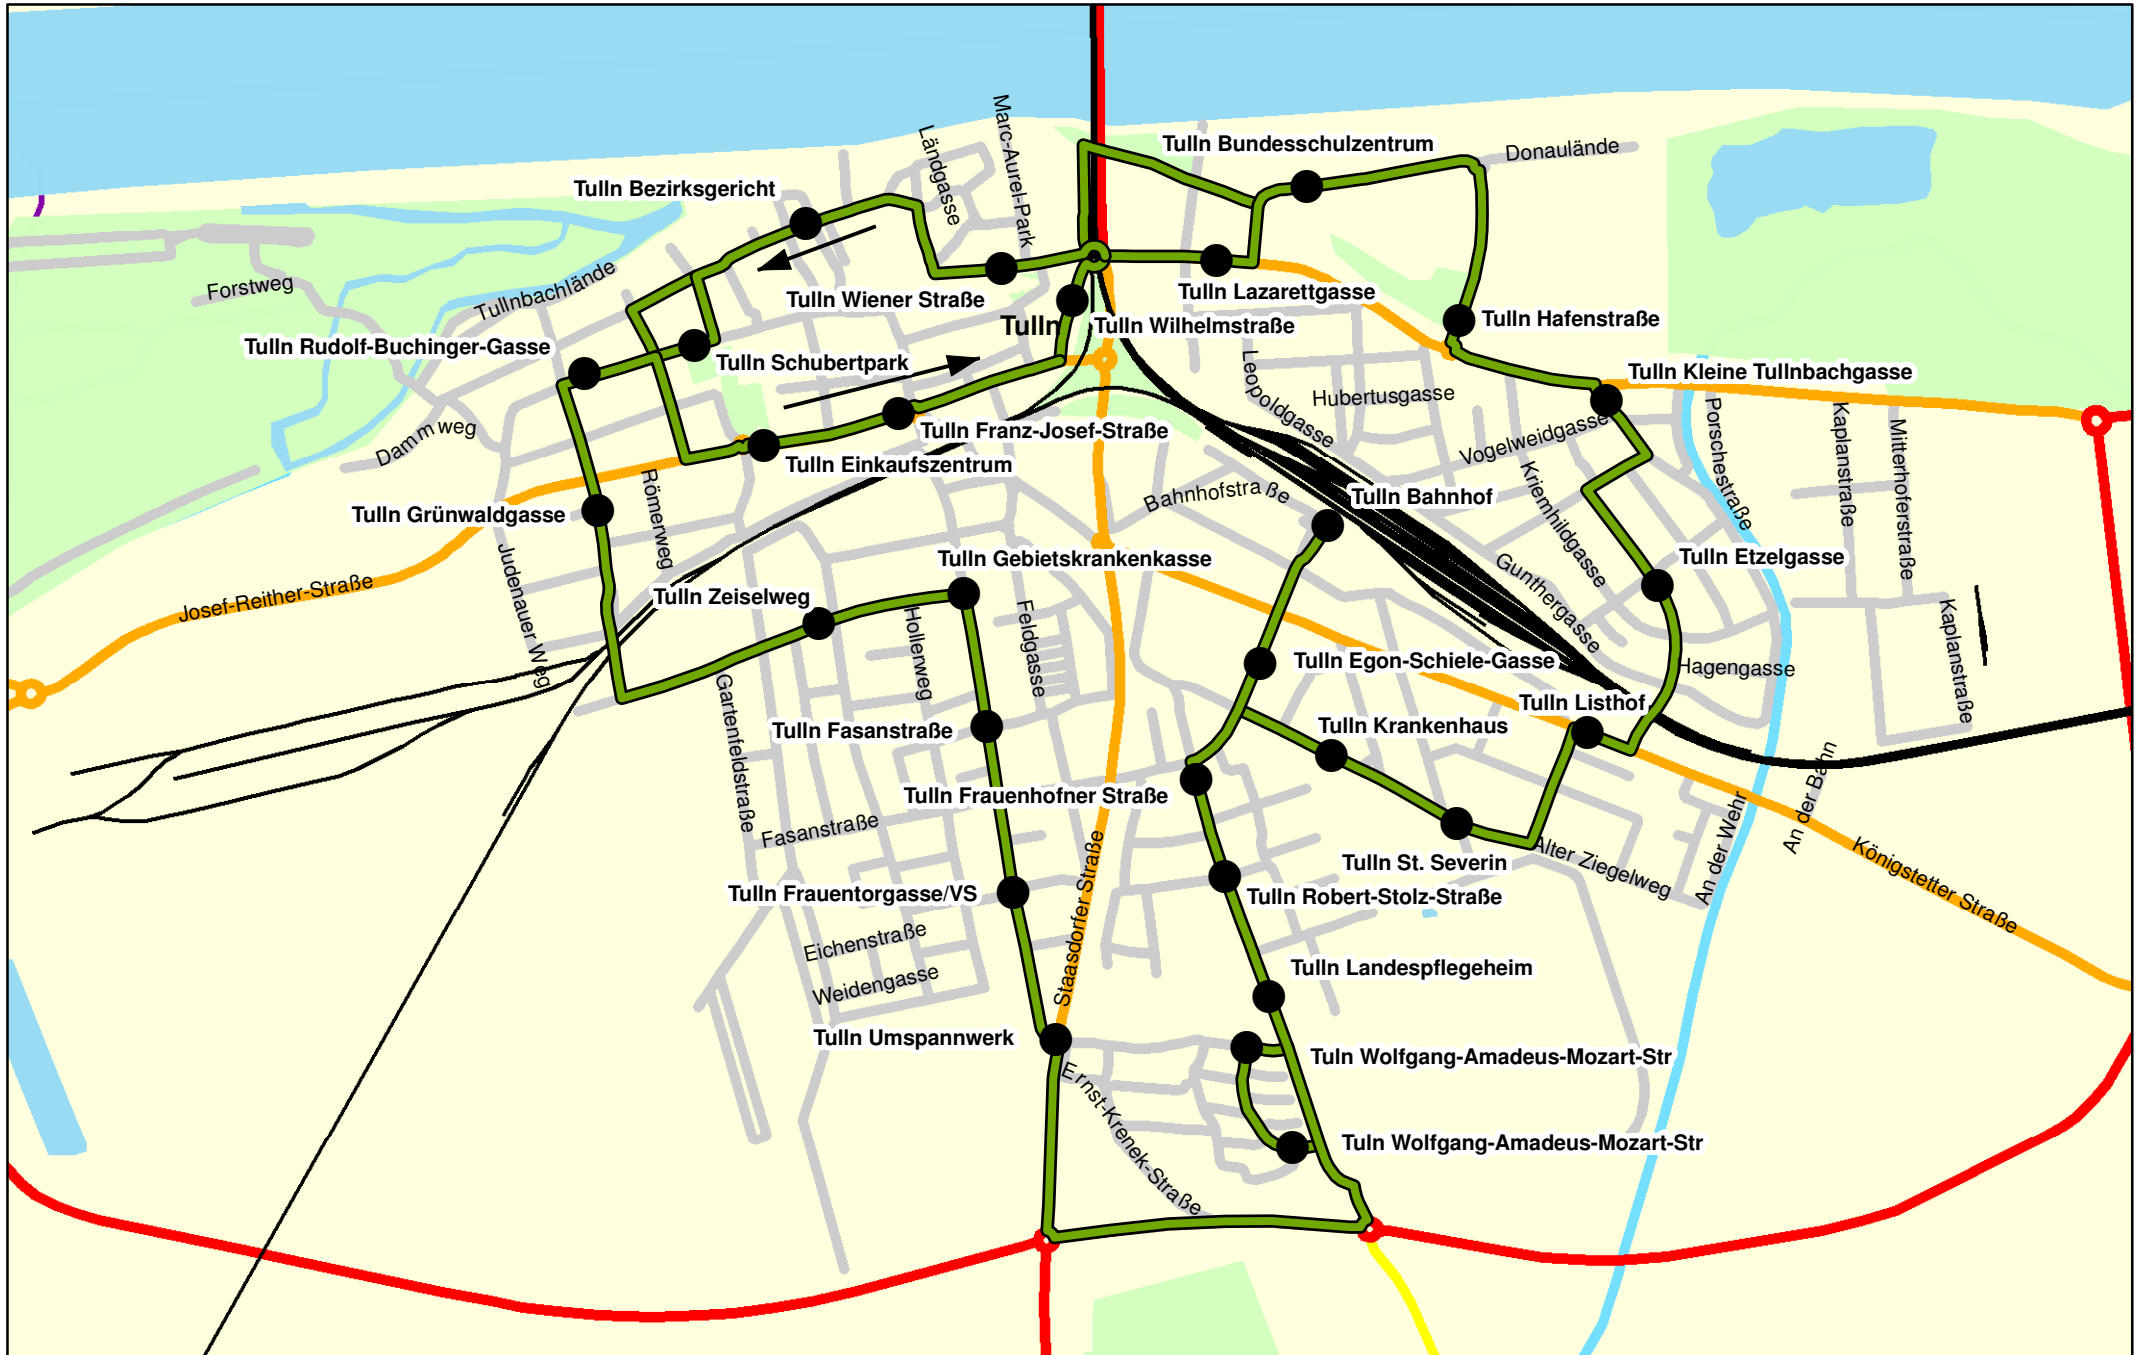 Marc-Aurel-Park
Ländgasse
Tulln Bundesschulzentrum
Donaulände
Tulln Bezirksgericht
Forstweg
Tullnbachlände
Tulln Wiener Straße
Tulln Lazarettgasse
Tulln
Tulln Wilhelmstraße
Tulln Hafenstraße
Tulln Rudolf-Buchinger-Gasse
Tulln Schubertpark
Tulln Kleine Tullnbachgasse
Leopoldgasse
Hubertusgasse
Dammweg
Tulln Franz-Josef-Straße
Vogelweidgasse
Porschestraße
Kaplanstraße
Mitterhoferstraße
Tulln Einkaufszentrum
Römerweg
Bahnhofstraße
Tulln Bahnhof
Kriemhildgasse
Tulln Grünwaldgasse
Judenauer Weg
Tulln Gebietskrankenkasse
Gunthergasse
Tulln Etzelgasse
Josef-Reither-Straße
Tulln Zeiselweg
Hollerweg
Feldgasse
Kaplanstraße
Tulln Egon-Schiele-Gasse
Hagengasse
Gartenfeldstraße
Tulln Listhof
Tulln Fasanstraße
Tulln Krankenhaus
Tulln Frauenhofner Straße
An der Bahn
Fasanstraße
An der Wehr
Tulln St. Severin
Alter Ziegelweg
Königstetter Straße
Tulln Frauentorgasse/VS
Staasdorfer Straße
Tulln Robert-Stolz-Straße
Eichenstraße
Weidengasse
Tulln Landespflegeheim
Tulln Umspannwerk
Tuln Wolfgang-Amadeus-Mozart-Str
Ernst-Krenek-Straße
Tuln Wolfgang-Amadeus-Mozart-Str